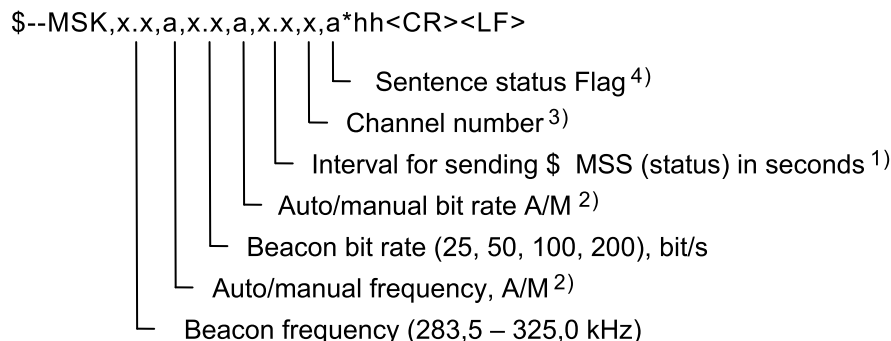 $--MSK,x.x,a,x.x,a,x.x,x,a*hh<CR><LF>
Sentence status Flag 4)
Channel number 3)
Interval for sending $ MSS (status) in seconds 1)
Auto/manual bit rate A/M 2)
Beacon bit rate (25, 50, 100, 200), bit/s
Auto/manual frequency, A/M 2)
Beacon frequency (283,5 – 325,0 kHz)